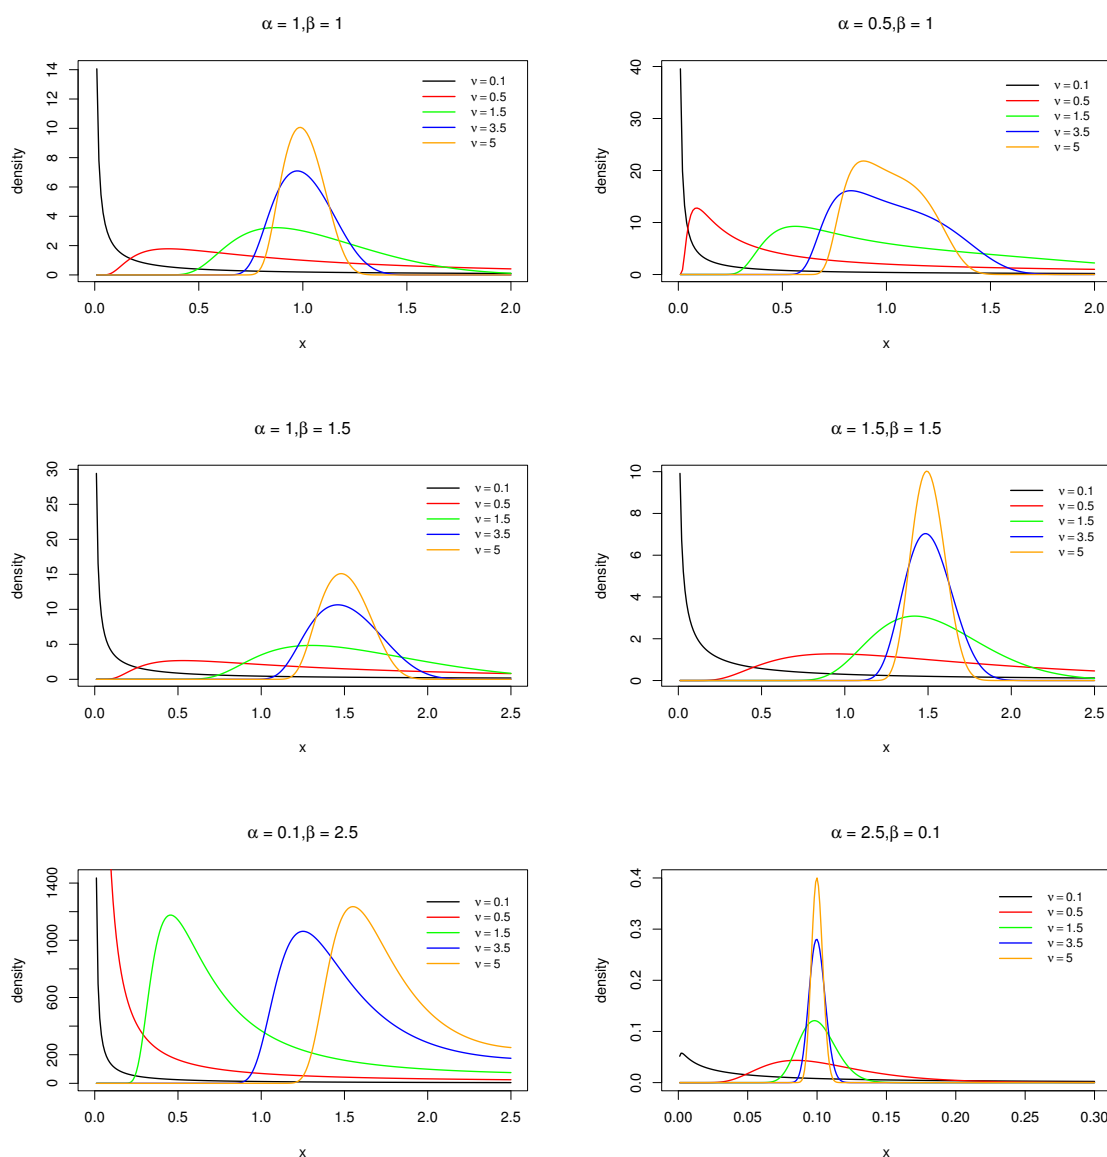 α = 1,β = 1
density
0 2 4 6 8 10 12 14
ν = 0.1
ν = 0.5
ν = 1.5
ν = 3.5
ν = 5
0.0 0.5 1.0 1.5 2.0
x
α = 0.5,β = 1
density
0 10 20 30 40
ν = 0.1
ν = 0.5
ν = 1.5
ν = 3.5
ν = 5
0.0 0.5 1.0 1.5 2.0
x
α = 1,β = 1.5
density
0 5 10 15 20 25 30
ν = 0.1
ν = 0.5
ν = 1.5
ν = 3.5
ν = 5
0.0 0.5 1.0 1.5 2.0 2.5
x
α = 1.5,β = 1.5
density
0 2 4 6 8 10
ν = 0.1
ν = 0.5
ν = 1.5
ν = 3.5
ν = 5
0.0 0.5 1.0 1.5 2.0 2.5
x
α = 0.1,β = 2.5
density
0 200 600 1000 1400
ν = 0.1
ν = 0.5
ν = 1.5
ν = 3.5
ν = 5
0.0 0.5 1.0 1.5 2.0 2.5
x
α = 2.5,β = 0.1
density
0.0 0.1 0.2 0.3 0.4
ν = 0.1
ν = 0.5
ν = 1.5
ν = 3.5
ν = 5
0.00 0.05 0.10 0.15 0.20 0.25 0.30
x